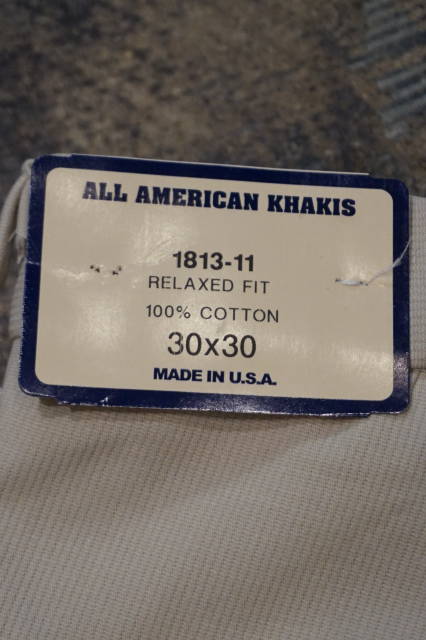 ALL AMERICAN KHAKIS
1813-11
RELAXED FIT
100% COTTON
30x30
MADE IN U.S.A.